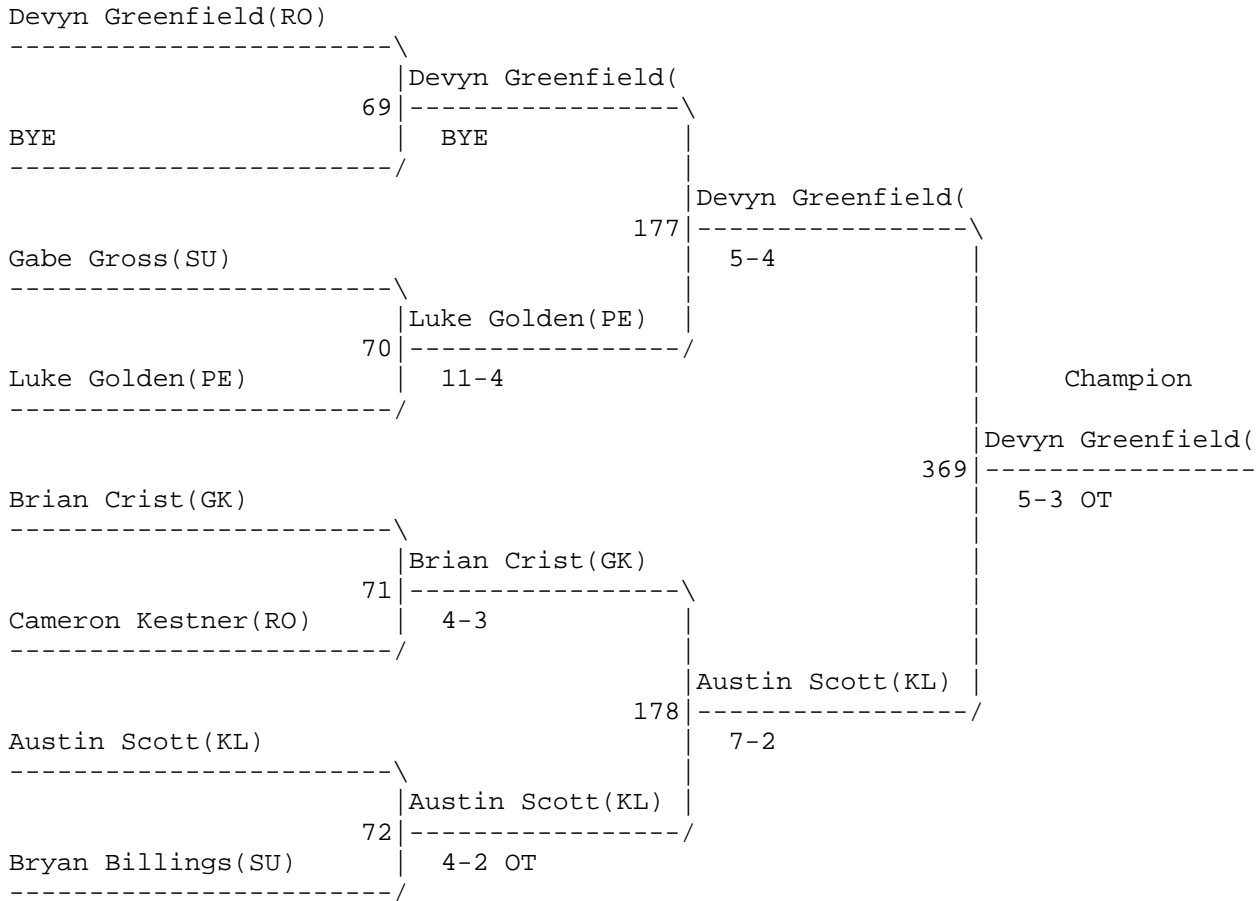 Devyn Greenfield(RO)
------------------------\
|Devyn Greenfield(
69|-----------------\
BYE | BYE |
------------------------/ |
|Devyn Greenfield(
177|-----------------\
Gabe Gross(SU) | 5-4 |
------------------------\ | |
|Luke Golden(PE) | |
70|-----------------/ |
Luke Golden(PE) | 11-4 | Champion
------------------------/ |
|Devyn Greenfield(
369|-----------------
Brian Crist(GK) | 5-3 OT
------------------------\ |
|Brian Crist(GK) |
71|-----------------\ |
Cameron Kestner(RO) | 4-3 | |
------------------------/ | |
|Austin Scott(KL) |
178|-----------------/
Austin Scott(KL) | 7-2
------------------------\ |
|Austin Scott(KL) |
72|-----------------/
Bryan Billings(SU) | 4-2 OT
------------------------/